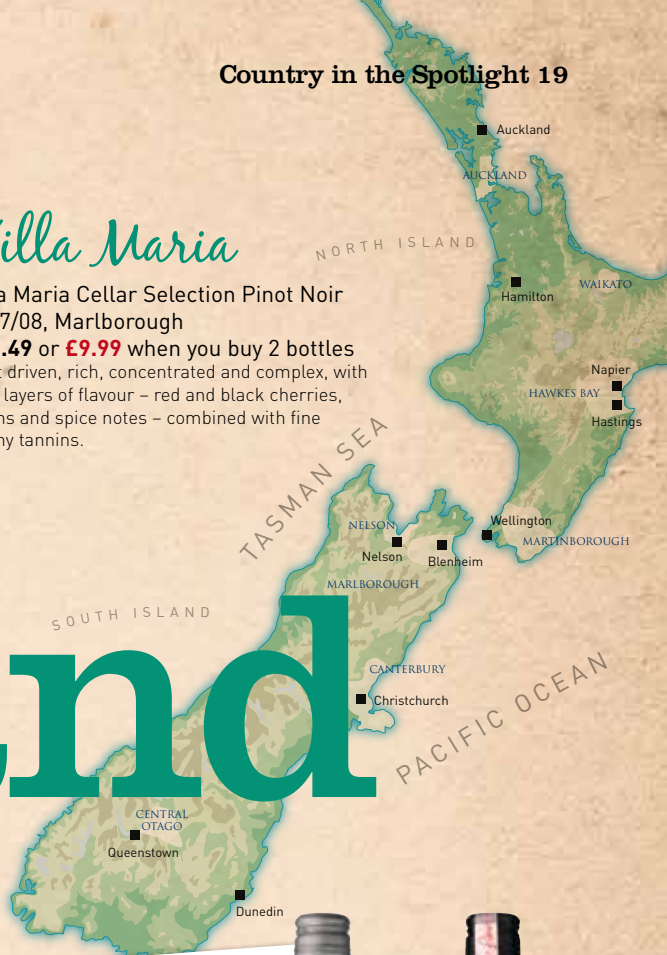 Country in the Spotlight 19
Auckland
AUCKLAND
illa Maria
NORTH ISLAND
a Maria Cellar Selection Pinot Noir
7/08, Marlborough
.49 or £9.99 when you buy 2 bottles
driven, rich, concentrated and complex, with
layers of flavour – red and black cherries,
ns and spice notes – combined with fine
ny tannins.
Hamilton
WAIKATO
Napier
HAWKES BAY
Hastings
TASMAN SEA
Wellington
MARTINBOROUGH
NELSON
Nelson
Blenheim
MARLBOROUGH
SOUTH ISLAND
nd
CANTERBURY
Christchurch
PACIFIC OCEAN
CENTRAL
OTAGO
Queenstown
Dunedin